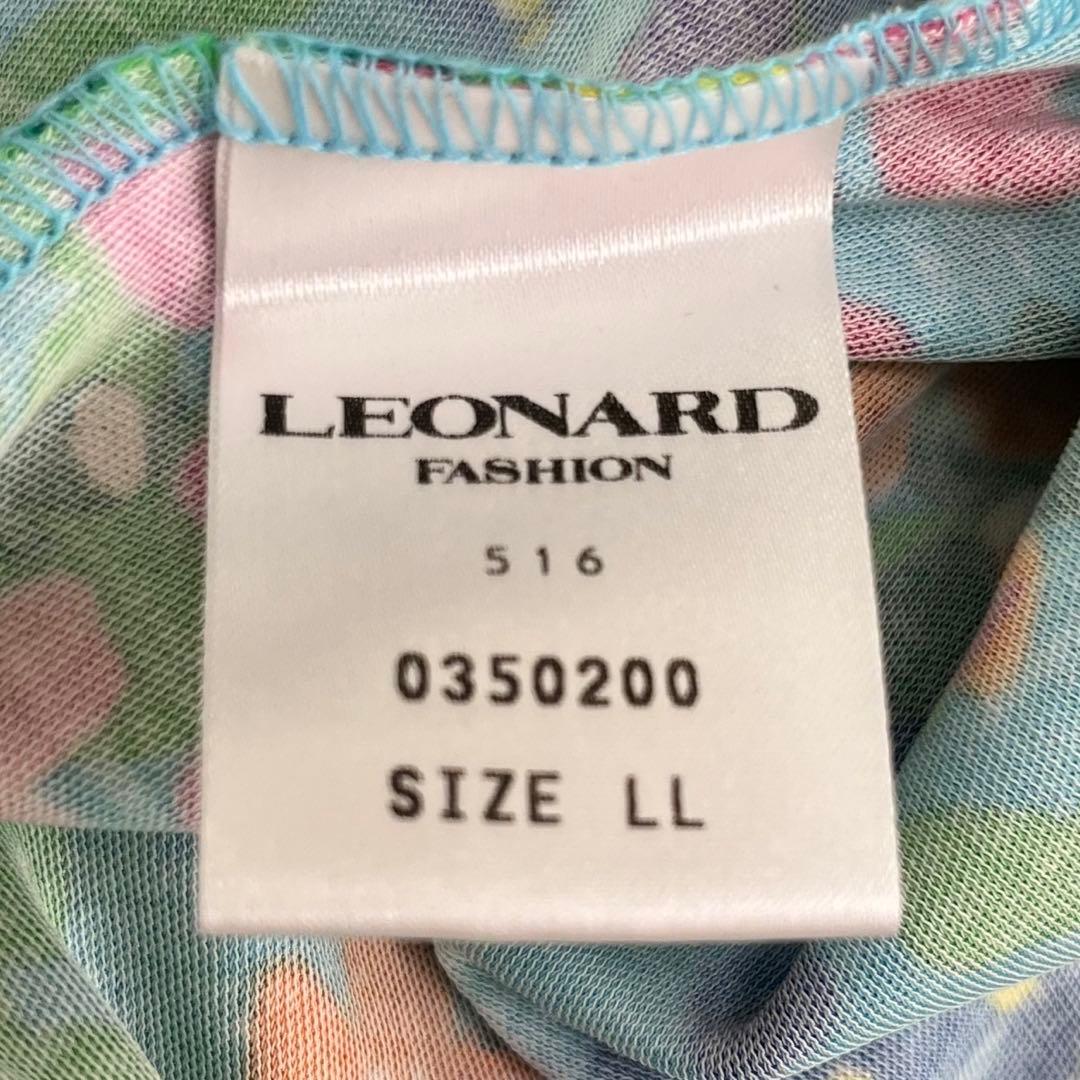 LEONARD
FASHION
516
0350200
SIZE LL